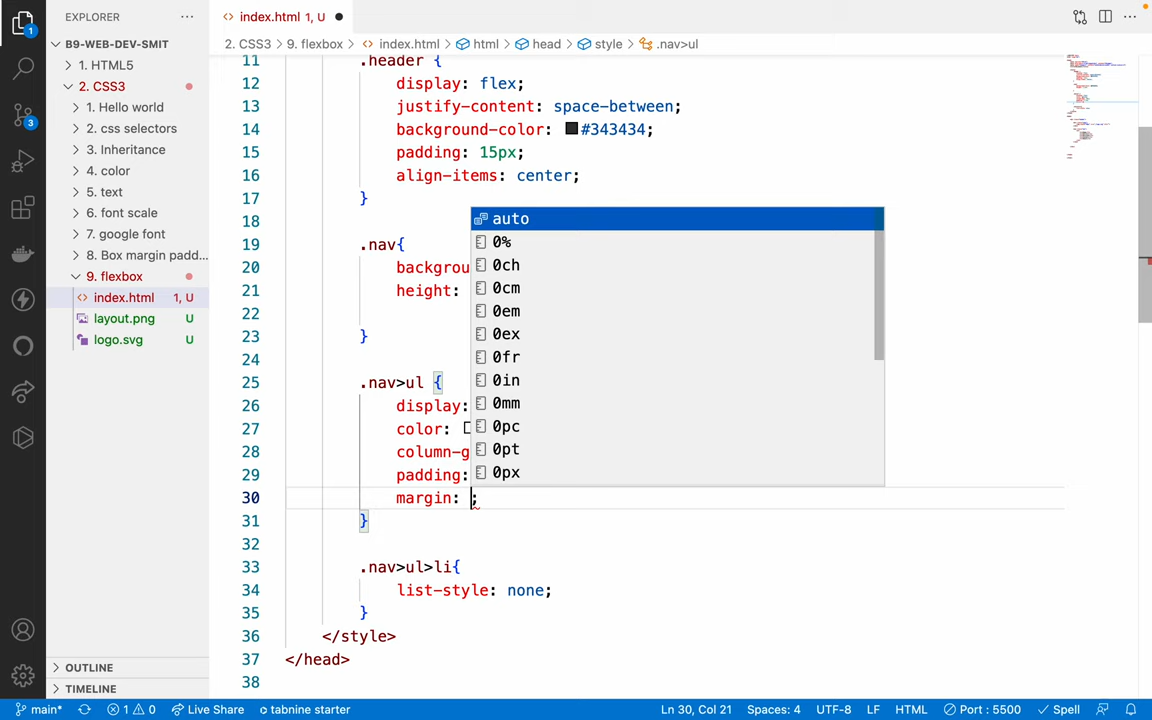 EXPLORER
index.html 1, U
B9-WEB-DEV-SMIT
1. HTML5
2. CSS3
1. Hello world
2. css selectors
3. Inheritance
4. color
5. text
6. font scale
7. google font
8. Box margin padd...
9. flexbox
index.html 1, U
layout.png U
logo.svg U
OUTLINE
TIMELINE
1
3
2. CSS3 > 9. flexbox > index.html > html > head > style > .nav>ul
11 .header {
12 display: flex;
13 justify-content: space-between;
14 background-color: #343434;
15 padding: 15px;
16 align-items: center;
17 }
18
19 .nav{
20 backgrou
21 height:
22
23 }
24
25 .nav>ul {
26 display:
27 color:
28 column-g
29 padding:
30 margin: ;
31 }
32
33 .nav>ul>li{
34 list-style: none;
35 }
36 </style>
37 </head>
38
auto
0%
0ch
0cm
0em
0ex
0fr
0in
0mm
0pc
0pt
0px
main* 1 0 Live Share tabnine starter Ln 30, Col 21 Spaces: 4 UTF-8 LF HTML Port : 5500 Spell